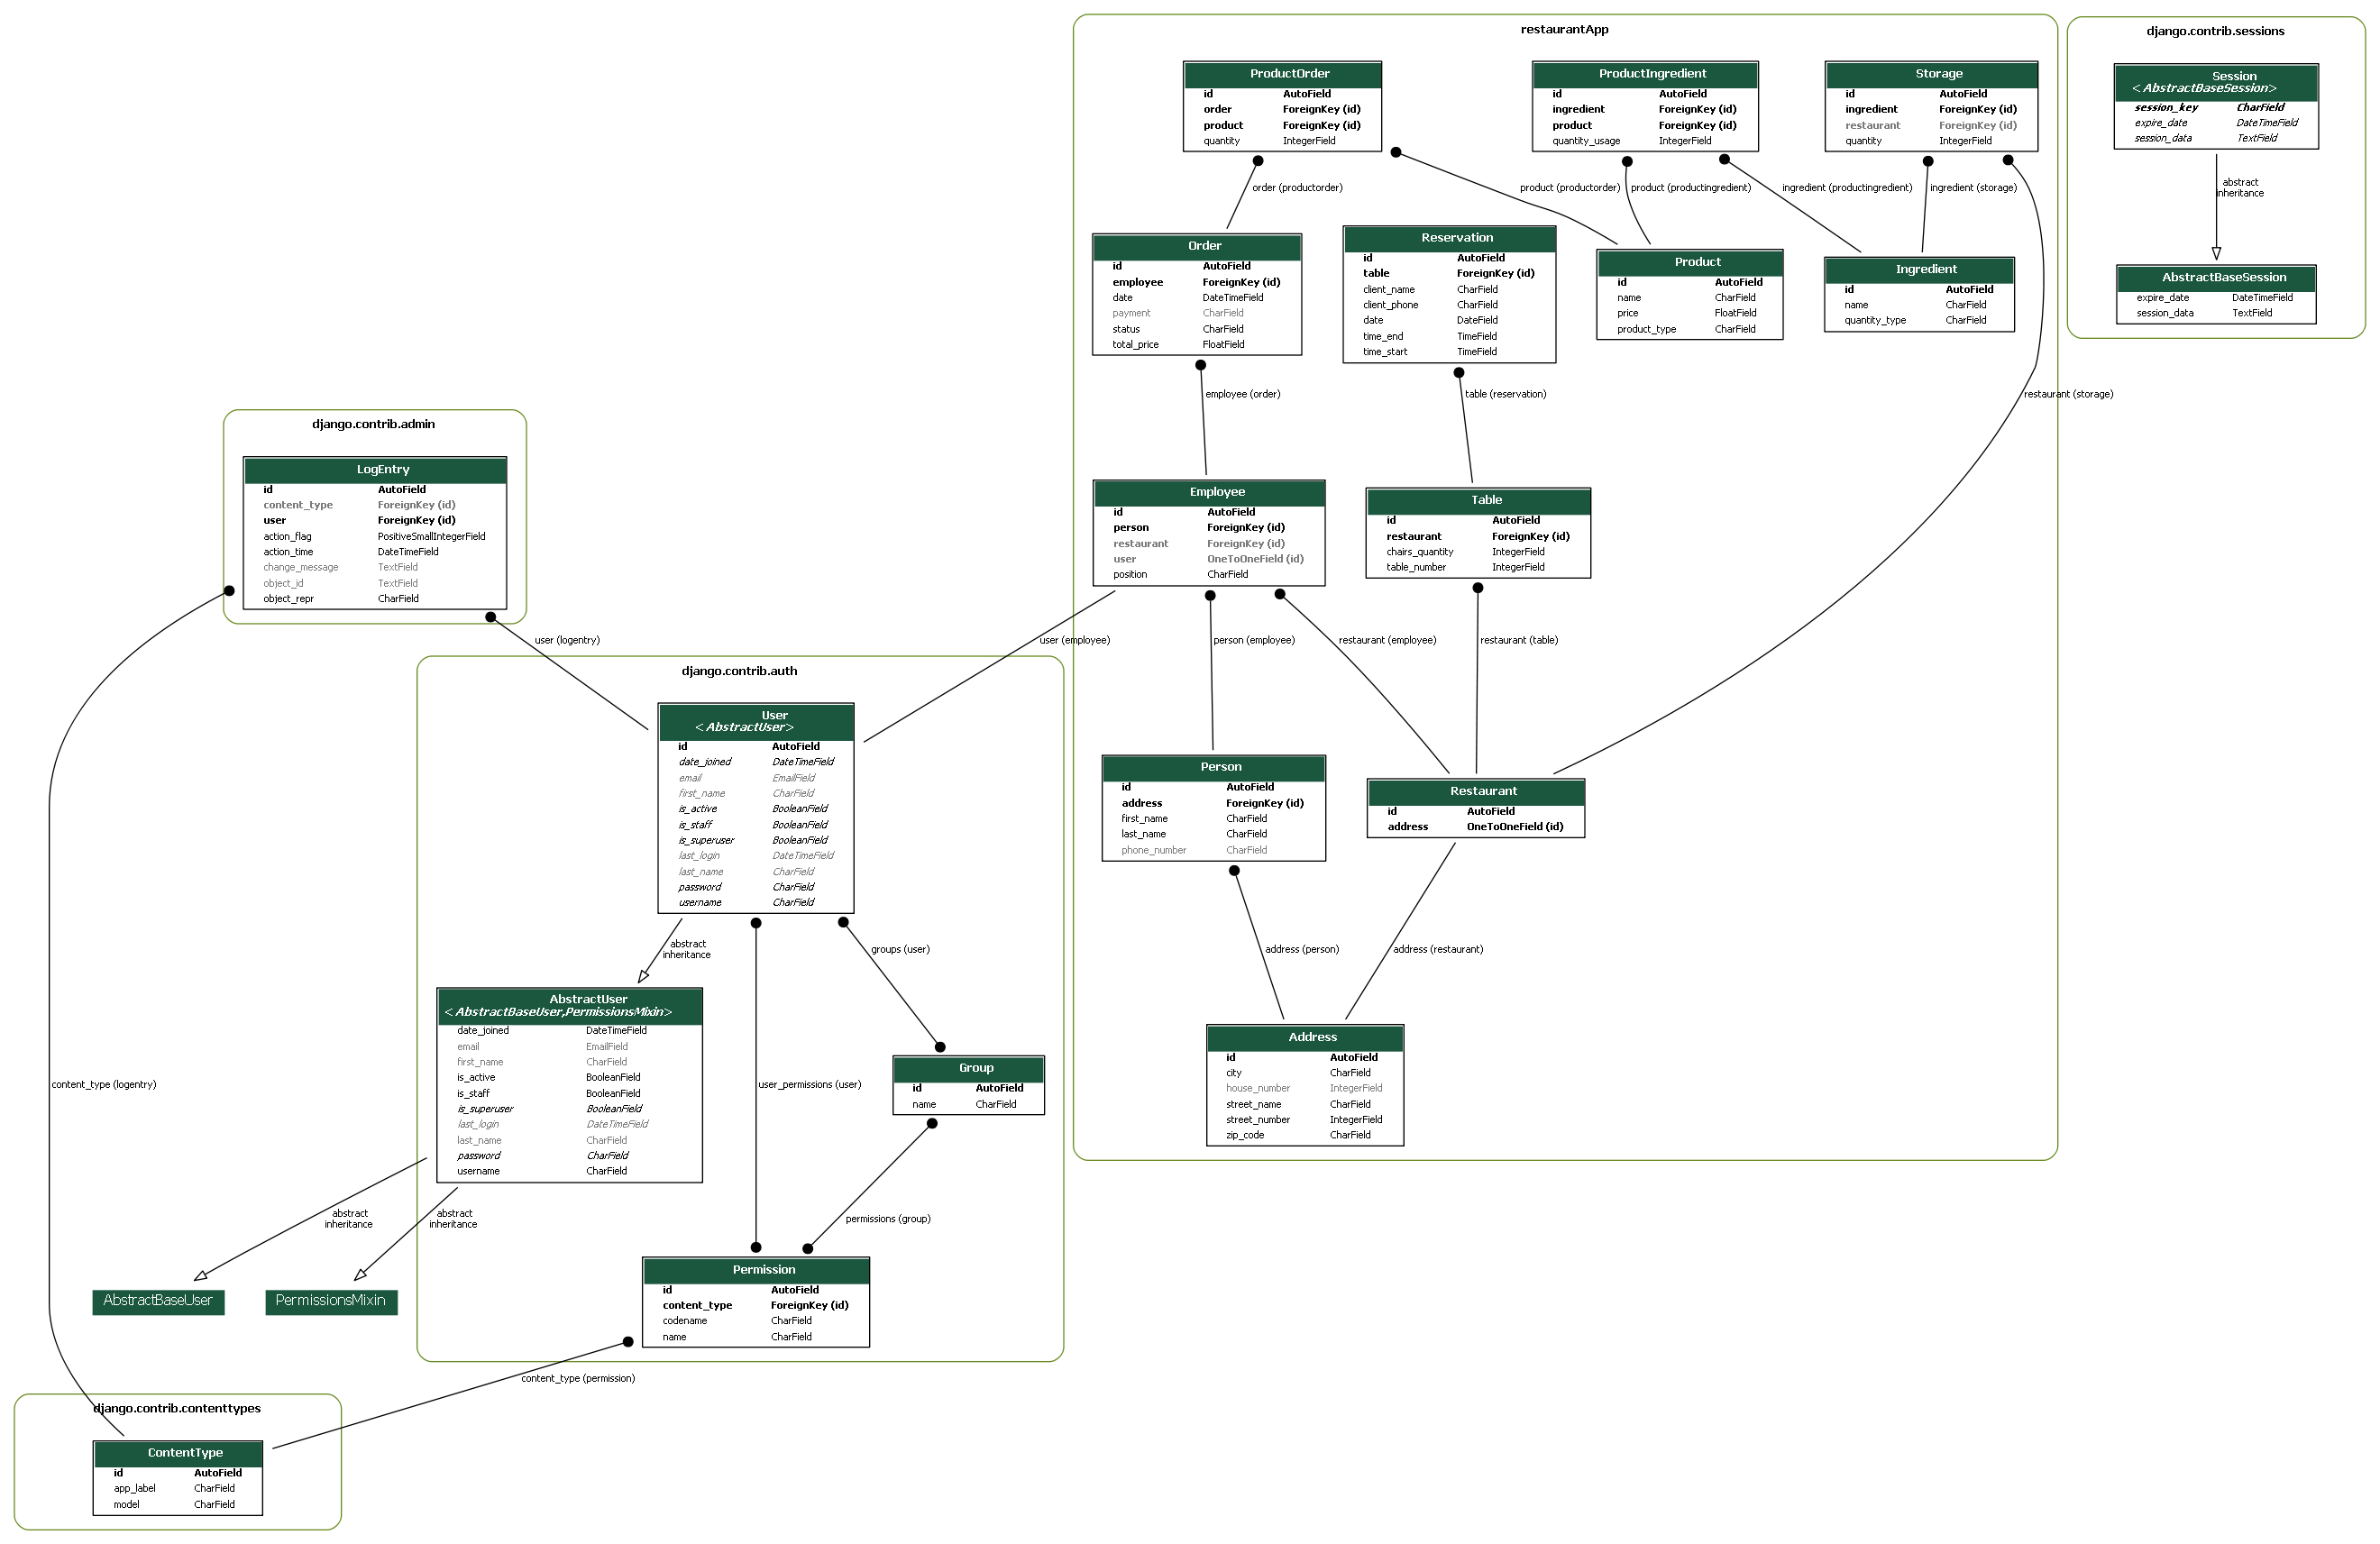 restaurantApp
ProductOrder
id AutoField
order ForeignKey (id)
product ForeignKey (id)
quantity IntegerField
ProductIngredient
id AutoField
ingredient ForeignKey (id)
product ForeignKey (id)
quantity_usage IntegerField
Storage
id AutoField
ingredient ForeignKey (id)
restaurant ForeignKey (id)
quantity IntegerField
order (productorder)
product (productorder)
product (productingredient)
ingredient (productingredient)
ingredient (storage)
Order
id AutoField
employee ForeignKey (id)
date DateTimeField
payment CharField
status CharField
total_price FloatField
Reservation
id AutoField
table ForeignKey (id)
client_name CharField
client_phone CharField
date DateField
time_end TimeField
time_start TimeField
Product
id AutoField
name CharField
price FloatField
product_type CharField
Ingredient
id AutoField
name CharField
quantity_type CharField
employee (order)
table (reservation)
restaurant (storage)
Employee
id AutoField
person ForeignKey (id)
restaurant ForeignKey (id)
user OneToOneField (id)
position CharField
Table
id AutoField
restaurant ForeignKey (id)
chairs_quantity IntegerField
table_number IntegerField
user (employee)
person (employee)
restaurant (employee)
restaurant (table)
Person
id AutoField
address ForeignKey (id)
first_name CharField
last_name CharField
phone_number CharField
Restaurant
id AutoField
address OneToOneField (id)
address (person)
address (restaurant)
Address
id AutoField
city CharField
house_number IntegerField
street_name CharField
street_number IntegerField
zip_code CharField
django.contrib.sessions
Session
<AbstractBaseSession>
session_key CharField
expire_date DateTimeField
session_data TextField
abstract
inheritance
AbstractBaseSession
expire_date DateTimeField
session_data TextField
django.contrib.admin
LogEntry
id AutoField
content_type ForeignKey (id)
user ForeignKey (id)
action_flag PositiveSmallIntegerField
action_time DateTimeField
change_message TextField
object_id TextField
object_repr CharField
user (logentry)
content_type (logentry)
django.contrib.auth
User
<AbstractUser>
id AutoField
date_joined DateTimeField
email EmailField
first_name CharField
is_active BooleanField
is_staff BooleanField
is_superuser BooleanField
last_login DateTimeField
last_name CharField
password CharField
username CharField
abstract
inheritance
groups (user)
user_permissions (user)
AbstractUser
<AbstractBaseUser,PermissionsMixin>
date_joined DateTimeField
email EmailField
first_name CharField
is_active BooleanField
is_staff BooleanField
is_superuser BooleanField
last_login DateTimeField
last_name CharField
password CharField
username CharField
Group
id AutoField
name CharField
permissions (group)
abstract
inheritance
abstract
inheritance
AbstractBaseUser
PermissionsMixin
Permission
id AutoField
content_type ForeignKey (id)
codename CharField
name CharField
content_type (permission)
django.contrib.contenttypes
ContentType
id AutoField
app_label CharField
model CharField